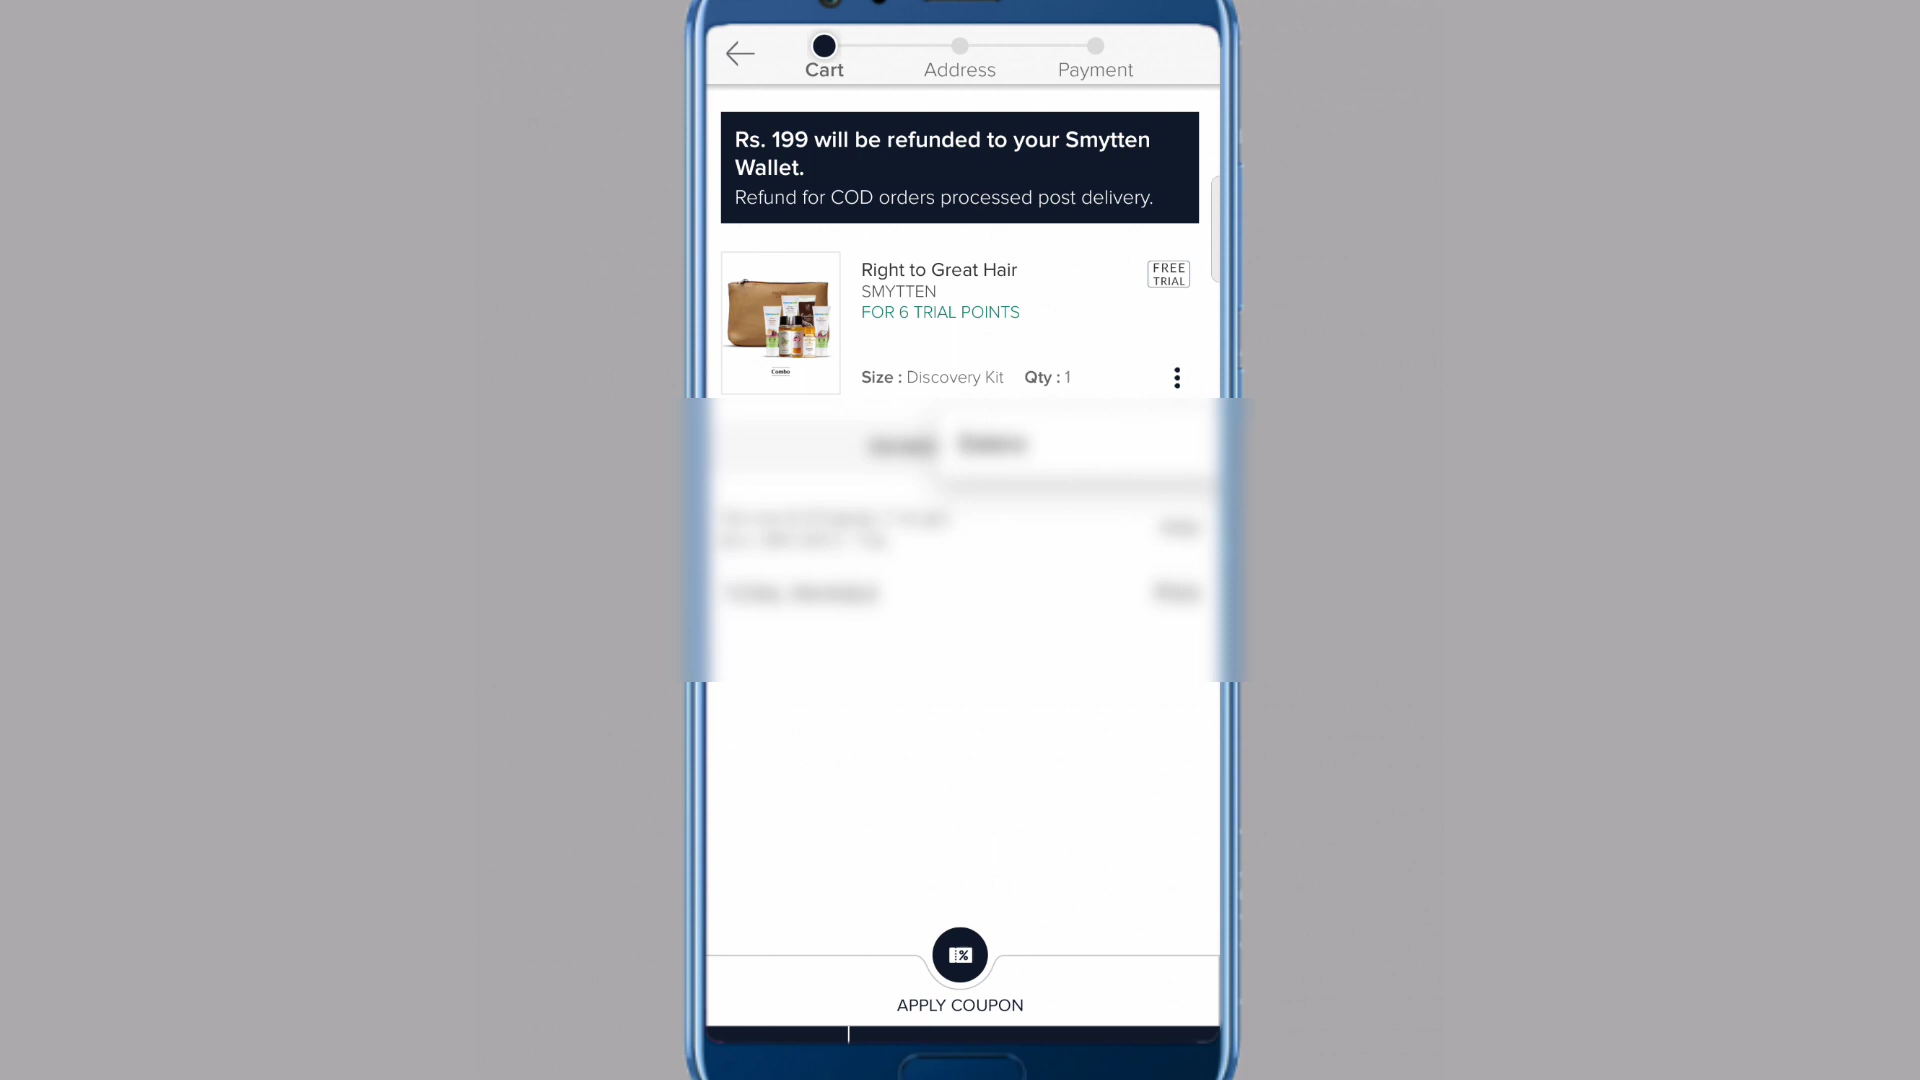 Cart
Address
Payment
Rs. 199 will be refunded to your Smytten
Wallet.
Refund for COD orders processed post delivery.
Right to Great Hair
SMYTTEN
FOR 6 TRIAL POINTS
FREE
TRIAL
Combo
Size : Discovery Kit Qty : 1
APPLY COUPON